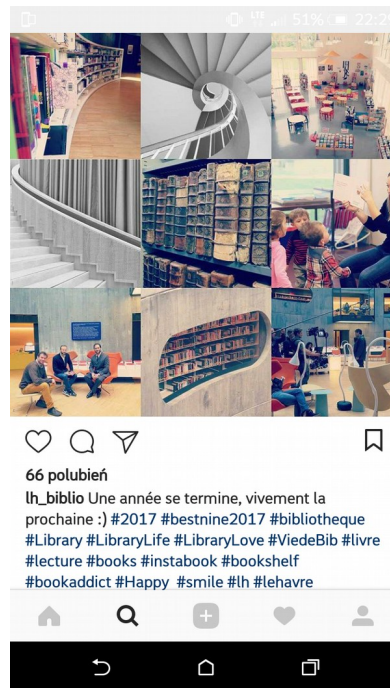 LTE 51% 22:2
66 polubień
lh_biblio Une année se termine, vivement la
prochaine :) #2017 #bestnine2017 #bibliotheque
#Library #LibraryLife #LibraryLove #ViedeBib #livre
#lecture #books #instabook #bookshelf
#bookaddict #Happy #smile #lh #lehavre